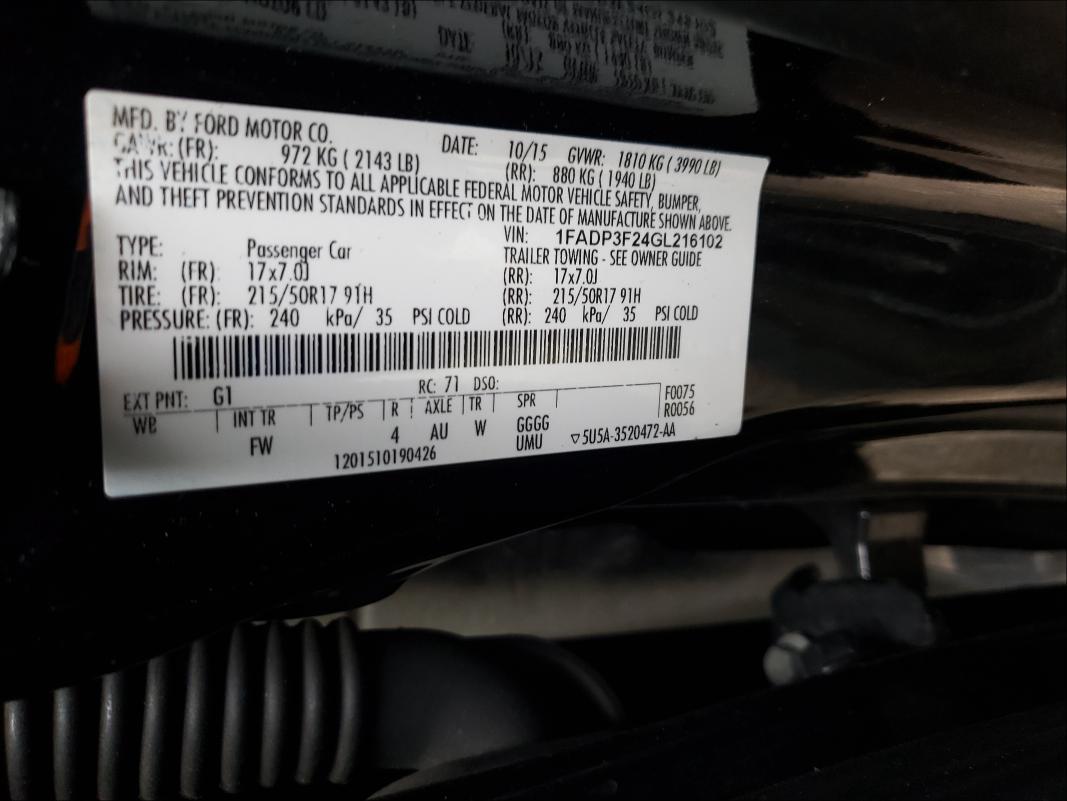 MFD. BY FORD MOTOR CO.
DATE: 10/15 GVWR: 1810 KG ( 3990 LB)
GAWR: (FR): 972 KG ( 2143 LB) (RR): 880 KG ( 1940 LB)
THIS VEHICLE CONFORMS TO ALL APPLICABLE FEDERAL MOTOR VEHICLE SAFETY, BUMPER,
AND THEFT PREVENTION STANDARDS IN EFFECT ON THE DATE OF MANUFACTURE SHOWN ABOVE.
VIN: 1FADP3F24GL216102
TYPE: Passenger Car TRAILER TOWING - SEE OWNER GUIDE
RIM: (FR): 17x7.0J (RR): 17x7.0J
TIRE: (FR): 215/50R17 91H (RR): 215/50R17 91H
PRESSURE: (FR): 240 kPa/ 35 PSI COLD (RR): 240 kPa/ 35 PSI COLD
EXT PNT: G1 RC: 71 DSO: F0075
WB INT TR TP/PS R AXLE TR SPR R0056
FW 4 AU W GGGG
UMU ▽5U5A-3520472-AA
1201510190426